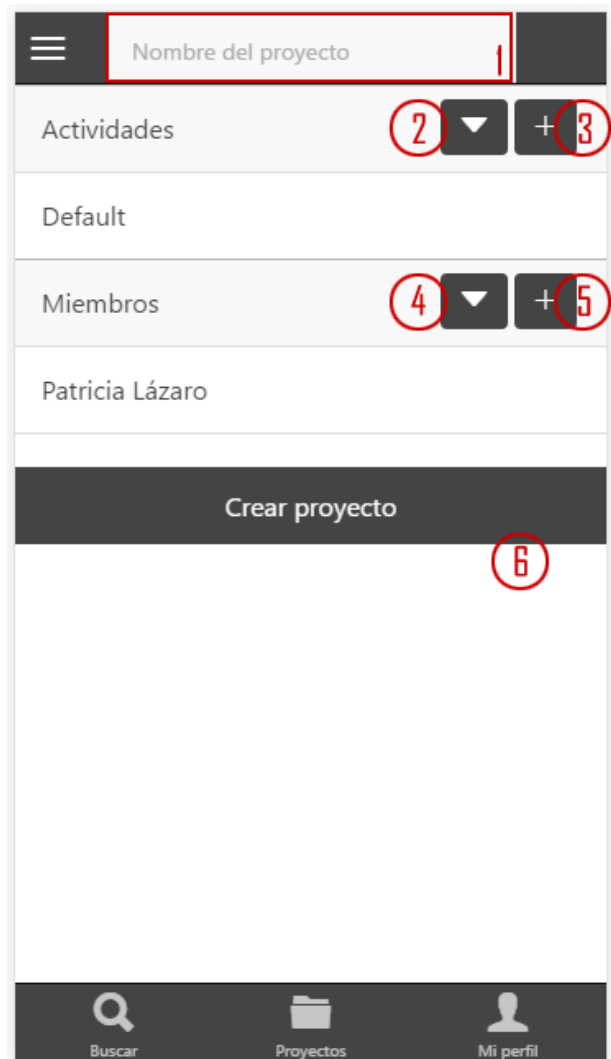 Nombre del proyecto 1
Actividades 2 + 3
Default
Miembros 4 + 5
Patricia Lázaro
Crear proyecto
6
Buscar Proyectos Mi perfil